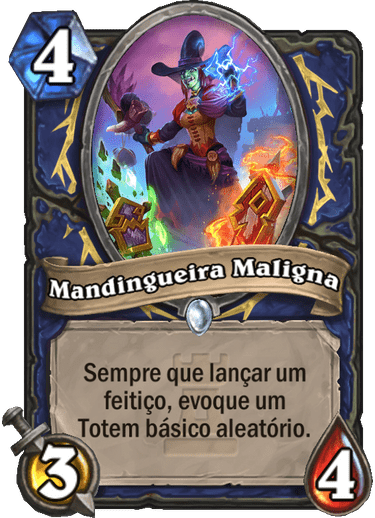 4
Mandingueira Maligna
Sempre que lançar um
feitiço, evoque um
Totem básico aleatório.
3
4